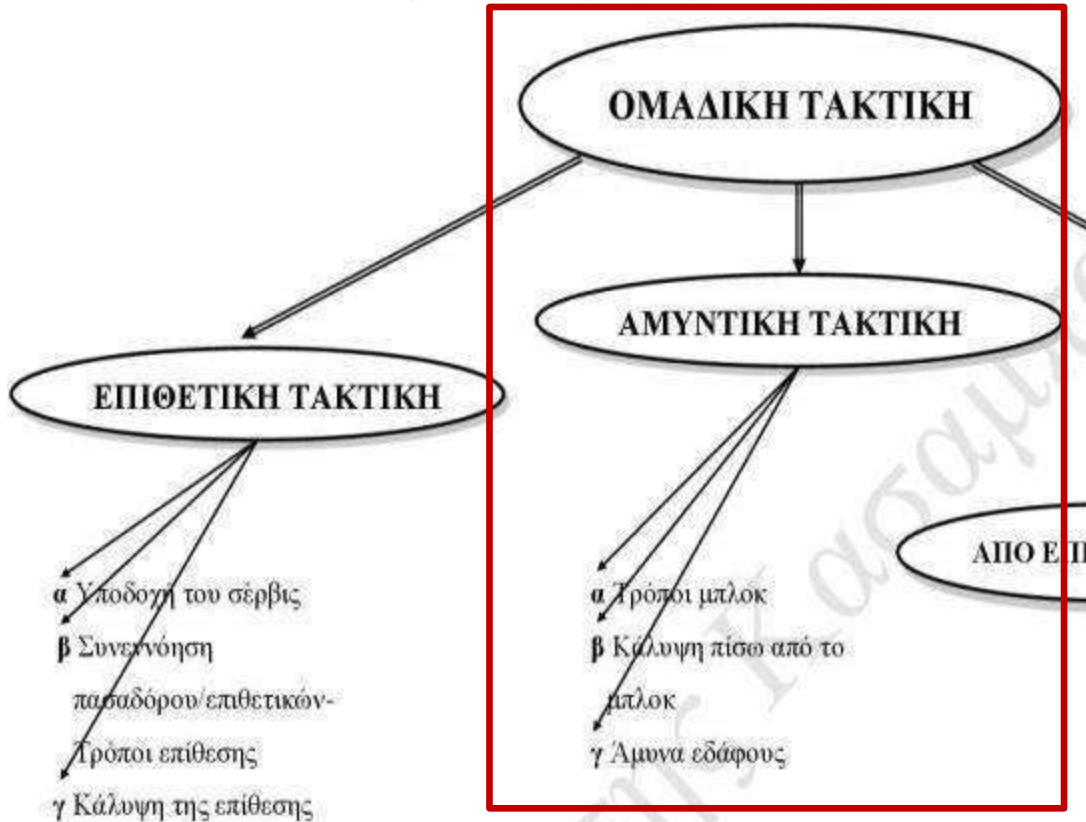 ΟΜΑΔΙΚΗ ΤΑΚΤΙΚΗ
ΑΜΥΝΤΙΚΗ ΤΑΚΤΙΚΗ
ΕΠΙΘΕΤΙΚΗ ΤΑΚΤΙΚΗ
ΑΠΟ
α Υποδοχή του σέρβις
β Συνεννόηση
πασαδόρου/επιθετικών-
Τρόποι επίθεσης
γ Κάλυψη της επίθεσης
α Τρόποι μπλοκ
β Κάλυψη πίσω από το
μπλοκ
γ Άμυνα εδάφους